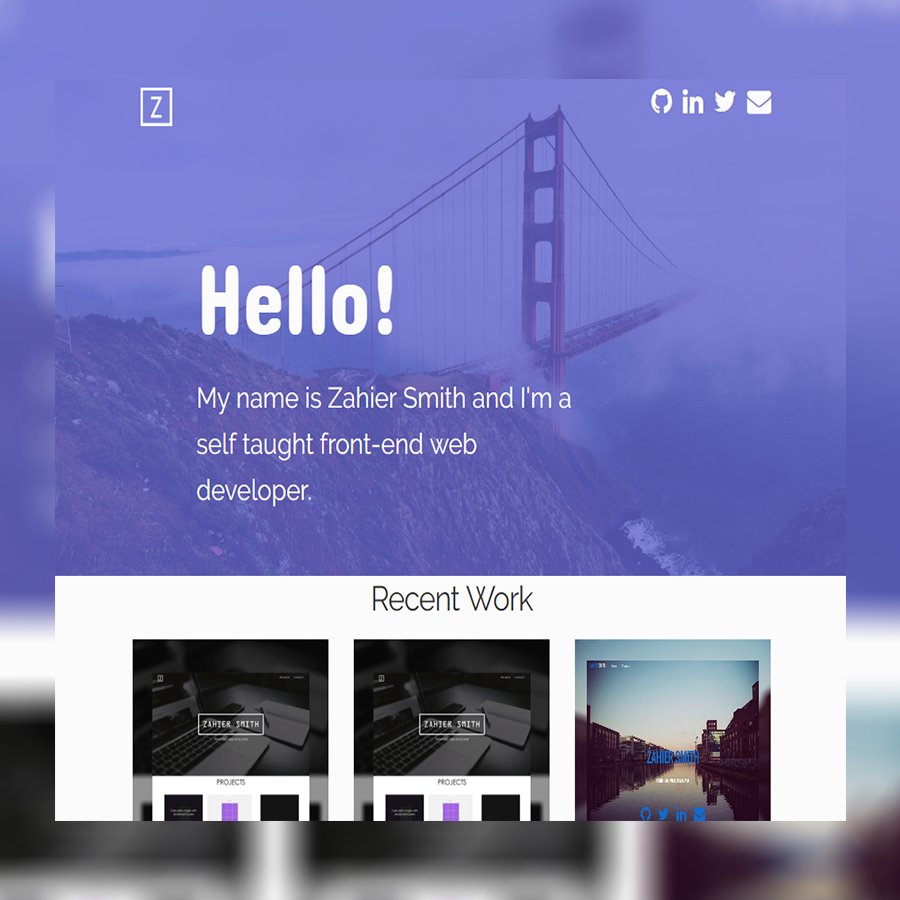 Z
Hello!
My name is Zahier Smith and I'm a
self taught front-end web
developer.
Recent Work
ZAHIER SMITH
ZAHIER SMITH
ZAHIER SMITH
PROJECTS
PROJECTS